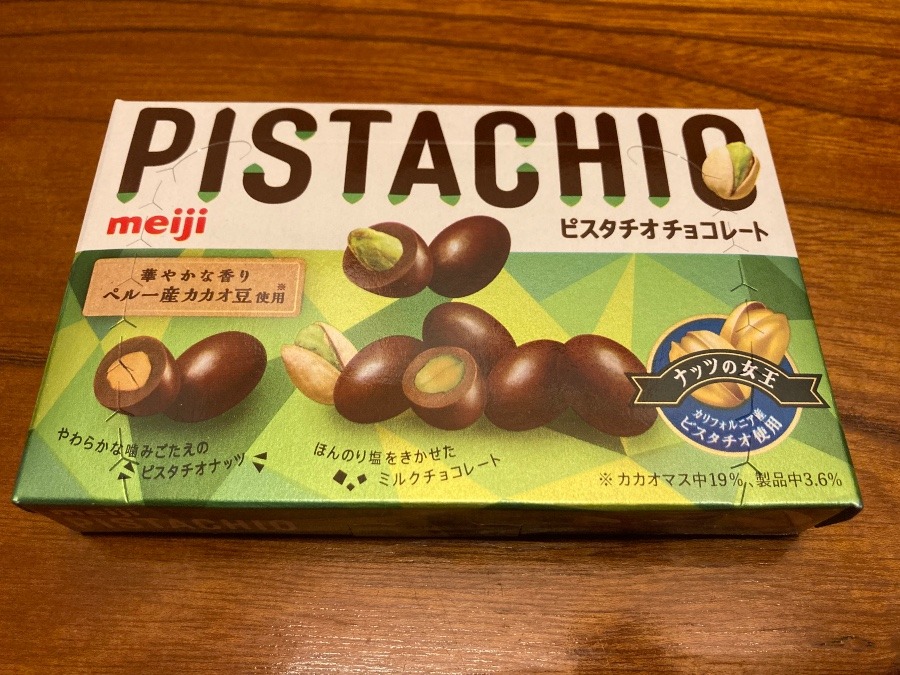 PISTACHIO
meiji
ピスタチオチョコレート
華やかな香り
ペルー産カカオ豆使用※
ナッツの女王
カリフォルニア産
ピスタチオ使用
やわらかな噛みごたえの
ピスタチオナッツ
ほんのり塩をきかせた
ミルクチョコレート
※カカオマス中19%、製品中3.6%
meiji
PISTACHIO